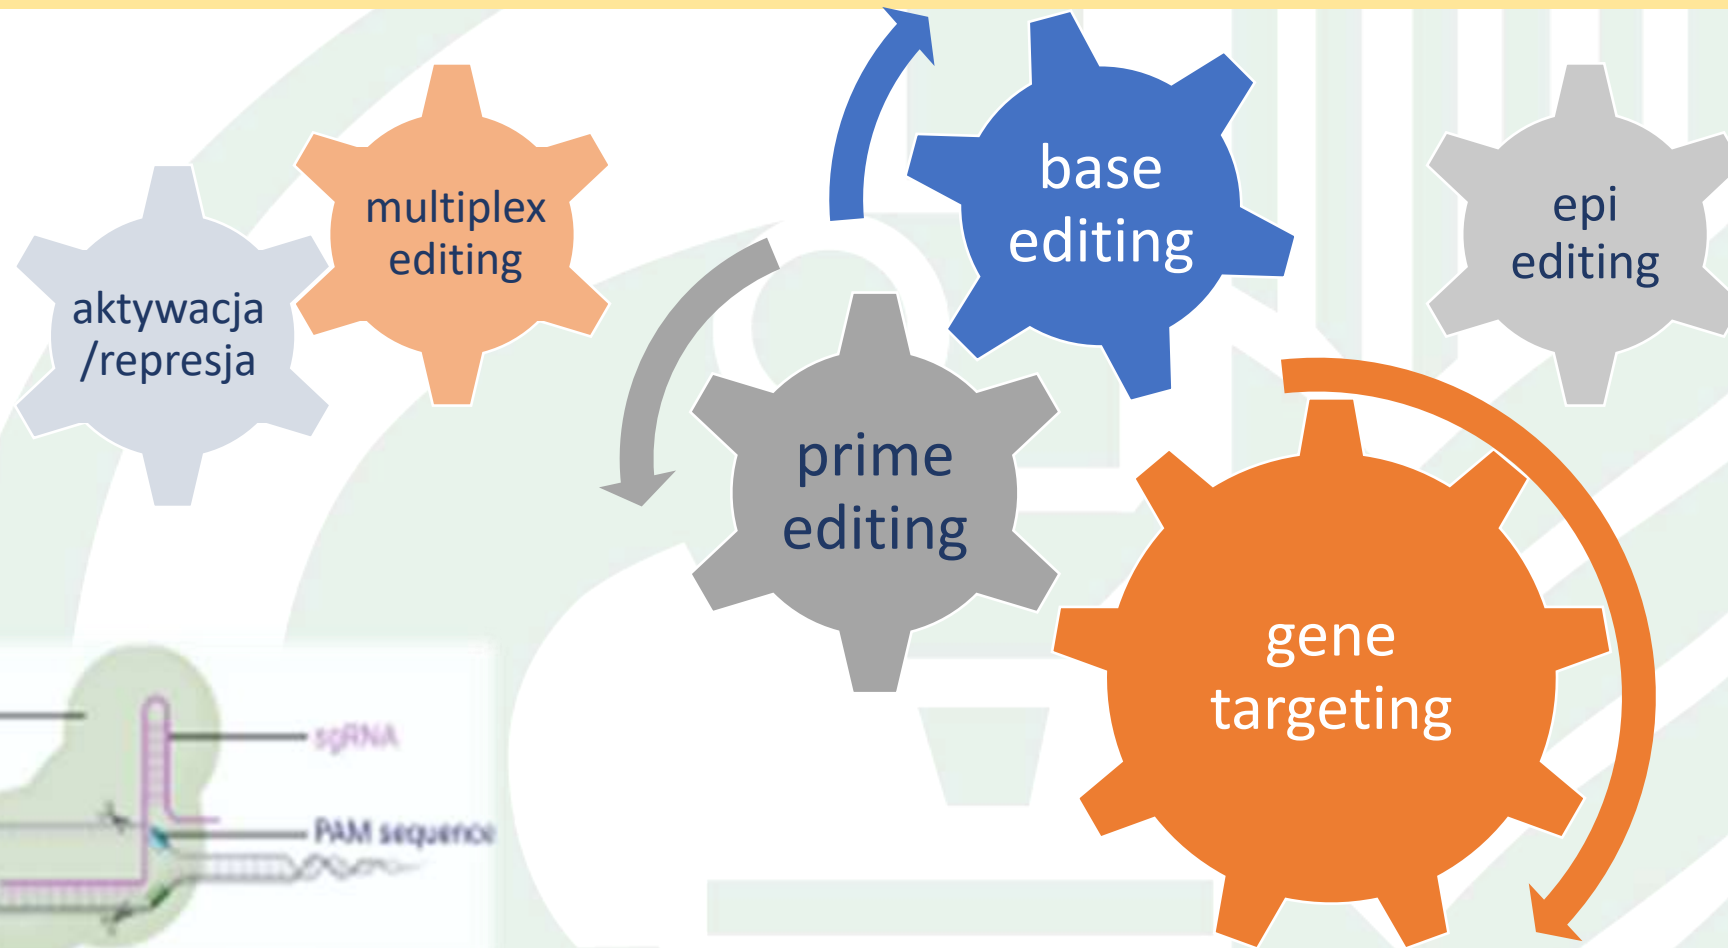 aktywacja
/represja
multiplex
editing
base
editing
epi
editing
prime
editing
gene
targeting
sgRNA
PAM sequence